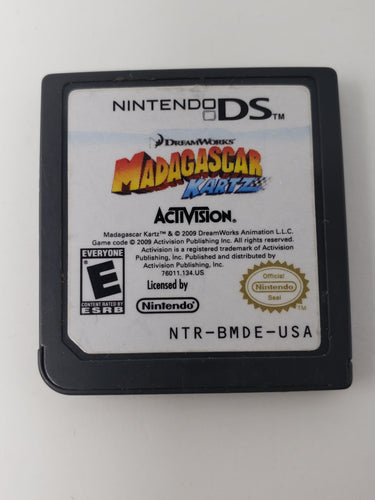 NINTENDO DS™
DREAMWORKS
MADAGASCAR
KARTZ
ACTIVISION®
Madagascar Kartz™ & © 2009 DreamWorks Animation L.L.C.
Game code © 2009 Activision Publishing Inc. All rights reserved.
Activision is a registered trademark of Activision
Publishing, Inc. Published and distributed by
Activision Publishing, Inc.
76011.134.US
EVERYONE
E
CONTENT RATED BY
ESRB
Licensed by
Nintendo®
Official
Nintendo
Seal
TM
NTR-BMDE-USA